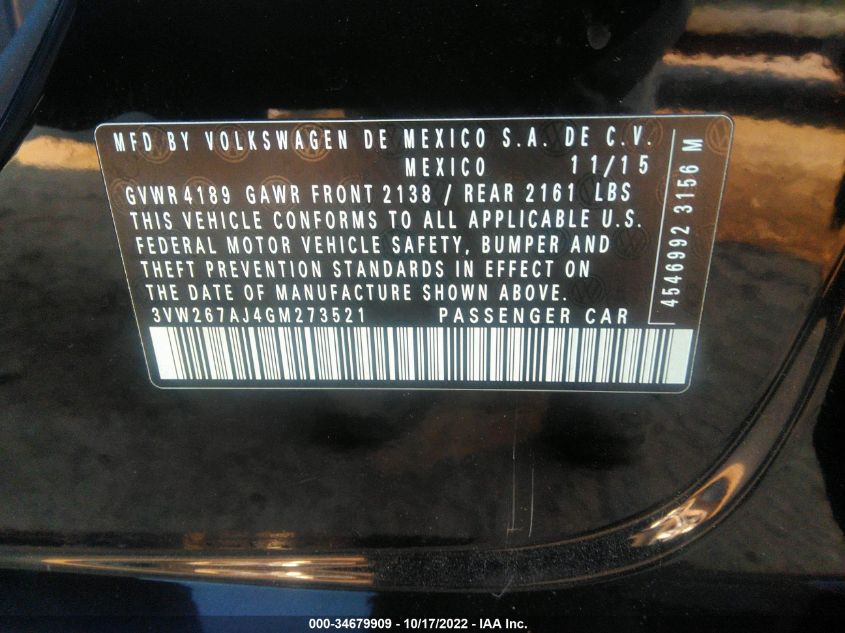 MFD BY VOLKSWAGEN DE MEXICO S.A. DE C.V.
MEXICO 11/15
GVWR 4189 GAWR FRONT 2138 / REAR 2161 LBS
THIS VEHICLE CONFORMS TO ALL APPLICABLE U.S.
FEDERAL MOTOR VEHICLE SAFETY, BUMPER AND
THEFT PREVENTION STANDARDS IN EFFECT ON
THE DATE OF MANUFACTURE SHOWN ABOVE.
3VW267AJ4GM273521 PASSENGER CAR
4546992 3156 M
000-34679909 - 10/17/2022 - IAA Inc.